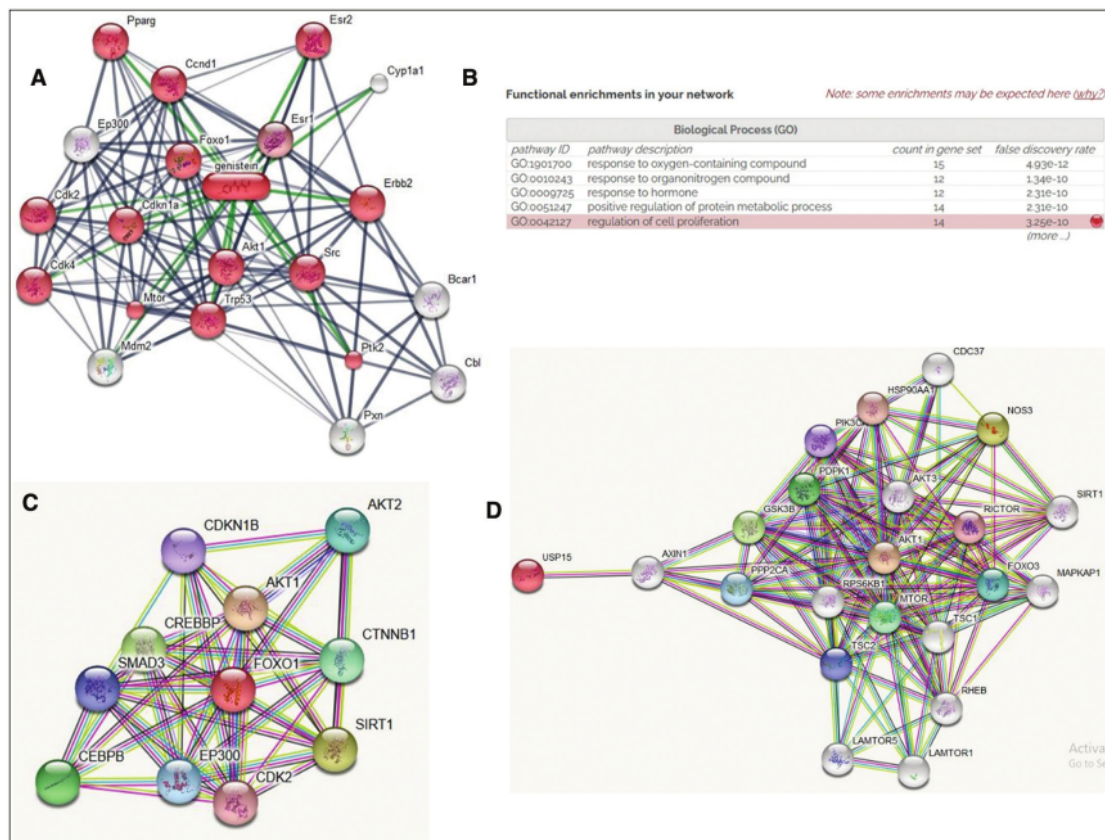 A
Pparg
Esr2
Ccnd1
Cyp1a1
Ep300
Foxo1
Esr1
genistein
Cdk2
Cdkn1a
Erbb2
Cdk4
Akt1
Src
Mtor
Trp53
Bcar1
Mdm2
Ptk2
Cbl
Pxn
B
Functional enrichments in your network Note: some enrichments may be expected here (why?)
Biological Process (GO)
pathway ID pathway description count in gene set false discovery rate
GO:1901700 response to oxygen-containing compound 15 4.93e-12
GO:0010243 response to organonitrogen compound 12 1.34e-10
GO:0009725 response to hormone 12 2.31e-10
GO:0051247 positive regulation of protein metabolic process 14 2.31e-10
GO:0042127 regulation of cell proliferation 14 3.25e-10
(more ...)
C
AKT2
CDKN1B
AKT1
CREBBP
CTNNB1
SMAD3
FOXO1
SIRT1
CEBPB
EP300
CDK2
D
CDC37
HSP90AA1
NOS3
PIK3C
PDPK1
AKT3
SIRT1
GSK3B
RICTOR
USP15
AXIN1
AKT1
PPP2CA
FOXO3
MAPKAP1
RPS6KB1
MTOR
TSC1
TSC2
RHEB
LAMTOR5
LAMTOR1
Activa
Go to Se